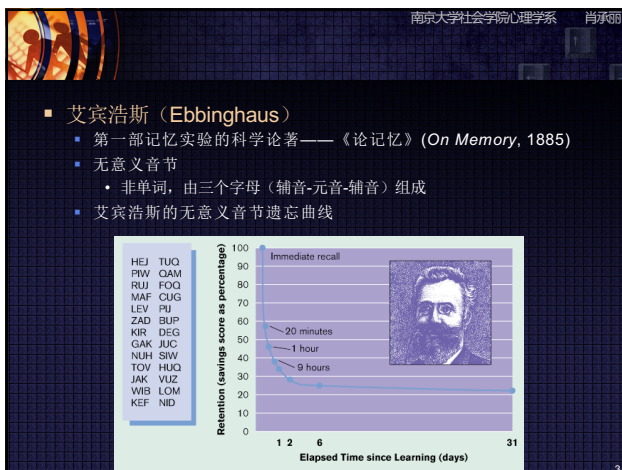 南京大学社会学院心理学系 肖承丽
▪ 艾宾浩斯（Ebbinghaus）
▪ 第一部记忆实验的科学论著——《论记忆》(On Memory, 1885)
▪ 无意义音节
• 非单词，由三个字母（辅音-元音-辅音）组成
▪ 艾宾浩斯的无意义音节遗忘曲线
HEJ TUQ
PIW QAM
RUJ FOQ
MAF CUG
LEV PIJ
ZAD BUP
KIR DEG
GAK JUC
NUH SIW
TOV HUQ
JAK VUZ
WIB LOM
KEF NID
Retention (savings score as percentage)
100
90
80
70
60
50
40
30
20
10
0
Immediate recall
20 minutes
1 hour
9 hours
1 2 6 31
Elapsed Time since Learning (days)
3